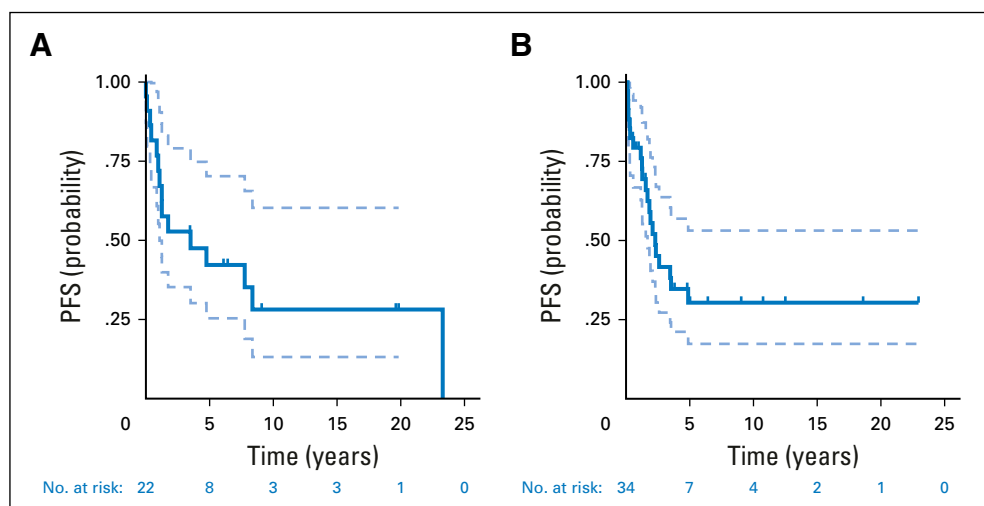 A
1.00
.75
.50
.25
PFS (probability)
0
5
10
15
20
25
Time (years)
No. at risk: 22 8 3 3 1 0
B
1.00
.75
.50
.25
PFS (probability)
0
5
10
15
20
25
Time (years)
No. at risk: 34 7 4 2 1 0